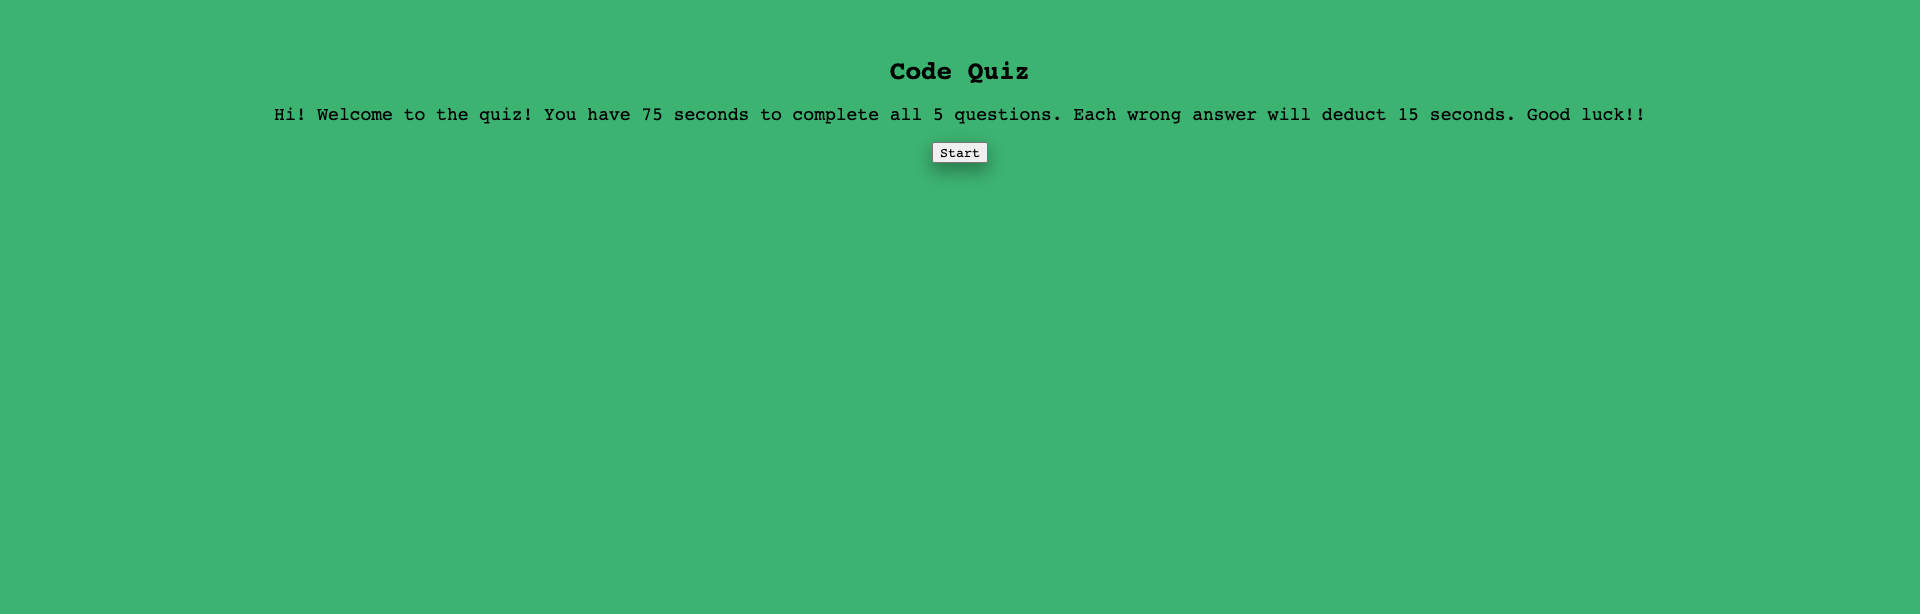 Code Quiz
Hi! Welcome to the quiz! You have 75 seconds to complete all 5 questions. Each wrong answer will deduct 15 seconds. Good luck!!
Start